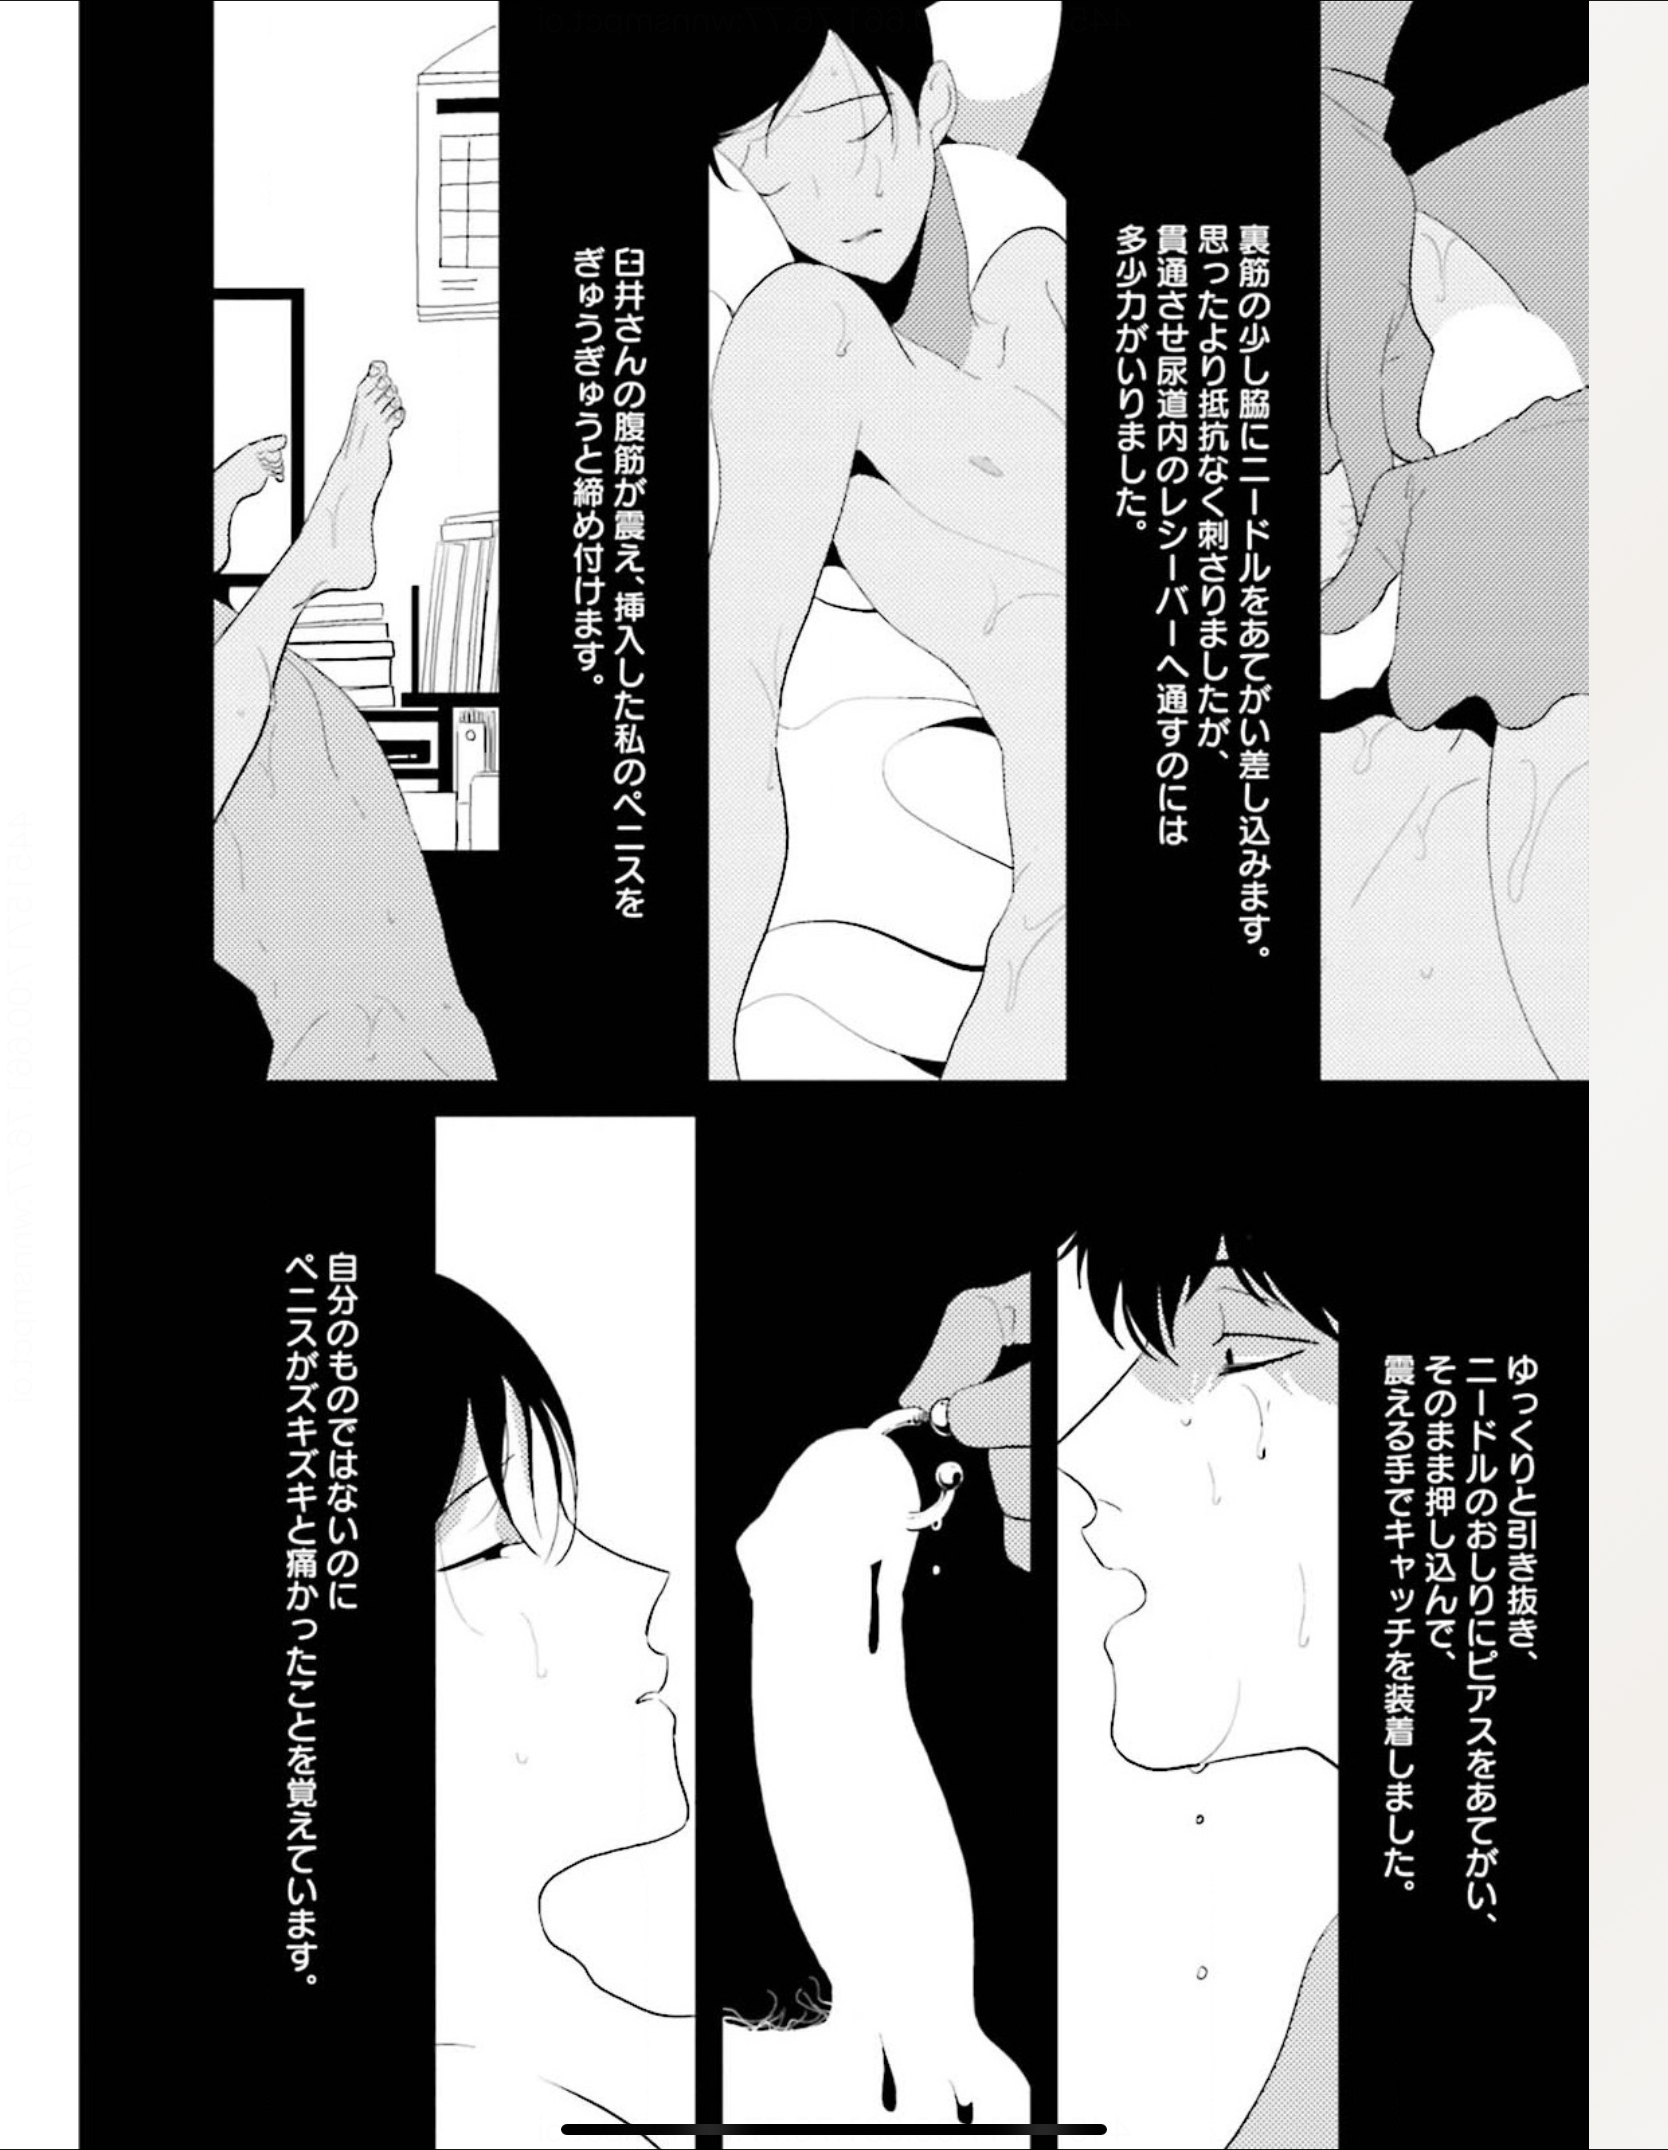 裏筋の少し脇にニードルをあてがい差し込みます。
思ったより抵抗なく刺さりましたが、
貫通させ尿道内のレシーバーへ通すのには
多少力がいりました。
臼井さんの腹筋が震え、挿入した私のペニスを
ぎゅうぎゅうと締め付けます。
ゆっくりと引き抜き、
ニードルのおしりにピアスをあてがい、
そのまま押し込んで、
震える手でキャッチを装着しました。
自分のものではないのに
ペニスがズキズキと痛かったことを覚えています。